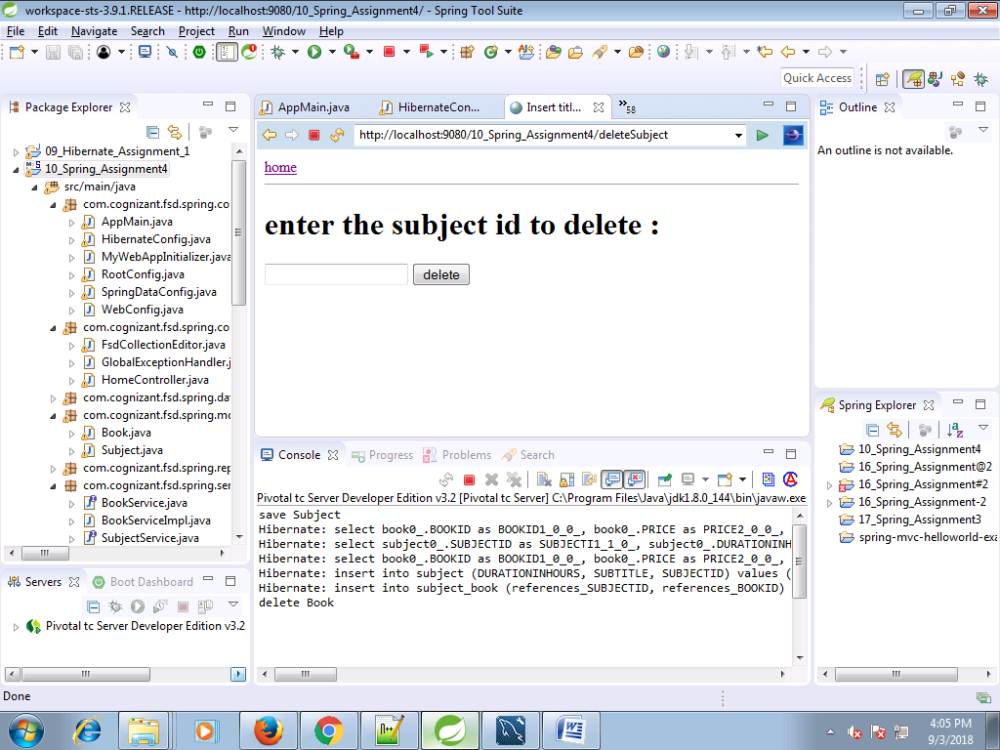 workspace-sts-3.9.1.RELEASE - http://localhost:9080/10_Spring_Assignment4/ - Spring Tool Suite
File Edit Navigate Search Project Run Window Help
Quick Access
Package Explorer
09_Hibernate_Assignment_1
10_Spring_Assignment4
src/main/java
com.cognizant.fsd.spring.co
AppMain.java
HibernateConfig.java
MyWebAppInitializer.java
RootConfig.java
SpringDataConfig.java
WebConfig.java
com.cognizant.fsd.spring.co
FsdCollectionEditor.java
GlobalExceptionHandler.j
HomeController.java
com.cognizant.fsd.spring.da
com.cognizant.fsd.spring.mo
Book.java
Subject.java
com.cognizant.fsd.spring.rep
com.cognizant.fsd.spring.ser
BookService.java
BookServiceImpl.java
SubjectService.java
Servers Boot Dashboard
Pivotal tc Server Developer Edition v3.2
AppMain.java HibernateCon... Insert titl... »58
http://localhost:9080/10_Spring_Assignment4/deleteSubject
home
enter the subject id to delete :
delete
Console Progress Problems Search
Pivotal tc Server Developer Edition v3.2 [Pivotal tc Server] C:\Program Files\Java\jdk1.8.0_144\bin\javaw.exe
save Subject
Hibernate: select book0_.BOOKID as BOOKID1_0_0_, book0_.PRICE as PRICE2_0_0_,
Hibernate: select subject0_.SUBJECTID as SUBJECTI1_1_0_, subject0_.DURATIONINH
Hibernate: select book0_.BOOKID as BOOKID1_0_0_, book0_.PRICE as PRICE2_0_0_,
Hibernate: insert into subject (DURATIONINHOURS, SUBTITLE, SUBJECTID) values (
Hibernate: insert into subject_book (references_SUBJECTID, references_BOOKID)
delete Book
Outline
An outline is not available.
Spring Explorer
10_Spring_Assignment4
16_Spring_Assignment@2
16_Spring_Assignment#2
16_Spring_Assignment-2
17_Spring_Assignment3
spring-mvc-helloworld-exa
Done
4:05 PM
9/3/2018